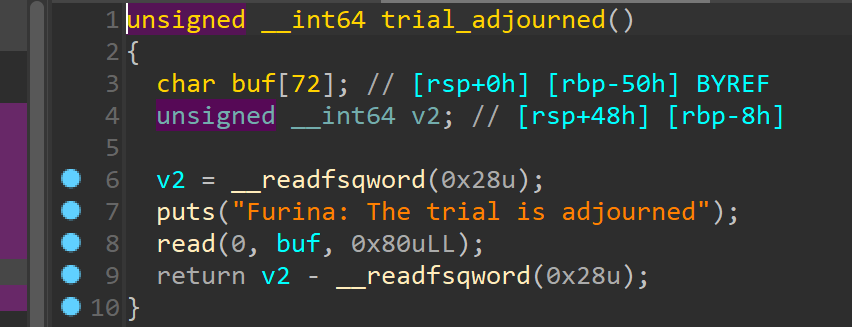 1 unsigned __int64 trial_adjourned()
2 {
3   char buf[72]; // [rsp+0h] [rbp-50h] BYREF
4   unsigned __int64 v2; // [rsp+48h] [rbp-8h]
5
6   v2 = __readfsqword(0x28u);
7   puts("Furina: The trial is adjourned");
8   read(0, buf, 0x80uLL);
9   return v2 - __readfsqword(0x28u);
10 }